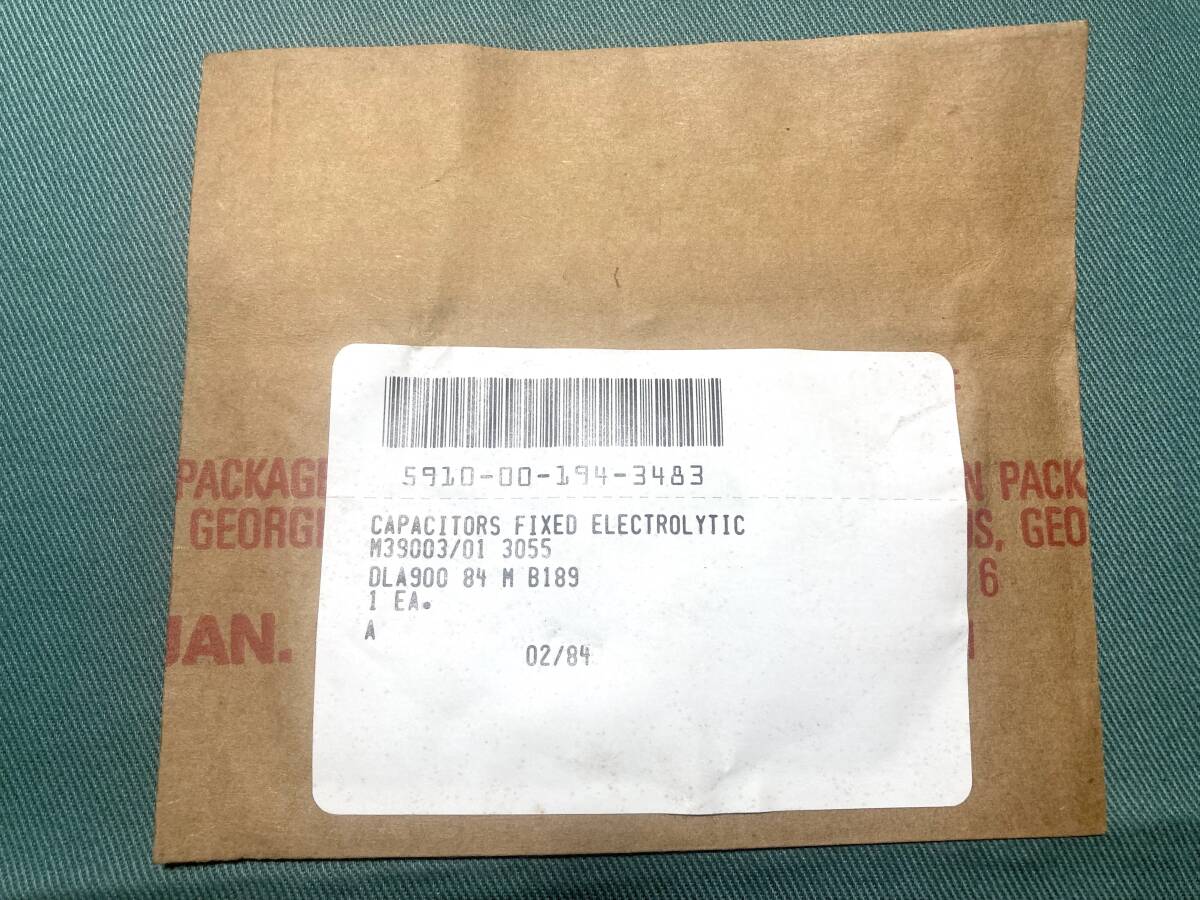 5910-00-194-3483
CAPACITORS FIXED ELECTROLYTIC
M39003/01 3055
DLA900 84 M B189
1 EA.
A
02/84
PACKAGE
GEORGI
JAN.
N PACK
GEO
6